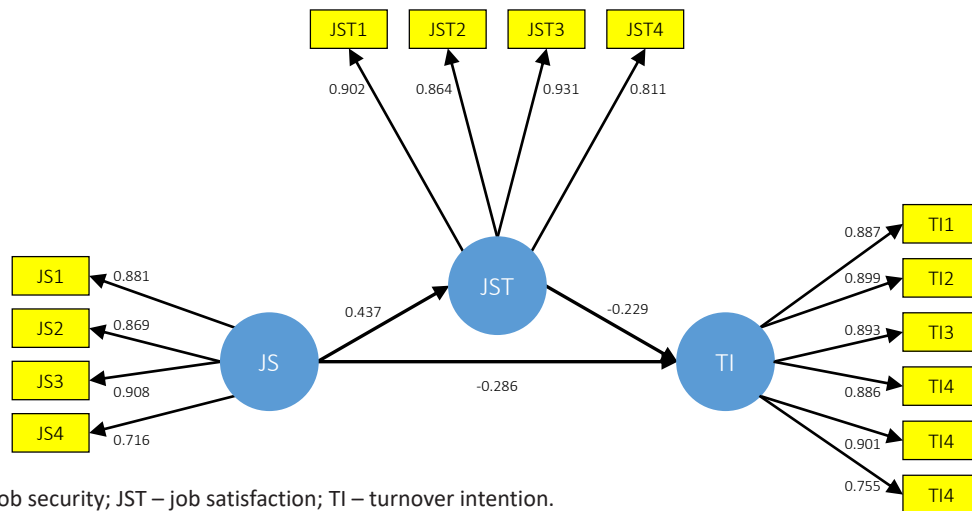 JST1 JST2 JST3 JST4
0.902 0.864 0.931 0.811
TI1
0.887
JS1 0.881
JST
0.899 TI2
JS2 0.869
0.437
-0.229
0.893 TI3
JS
TI
JS3 0.908
-0.286
0.886 TI4
JS4 0.716
0.901 TI4
0.755 TI4
ob security; JST – job satisfaction; TI – turnover intention.